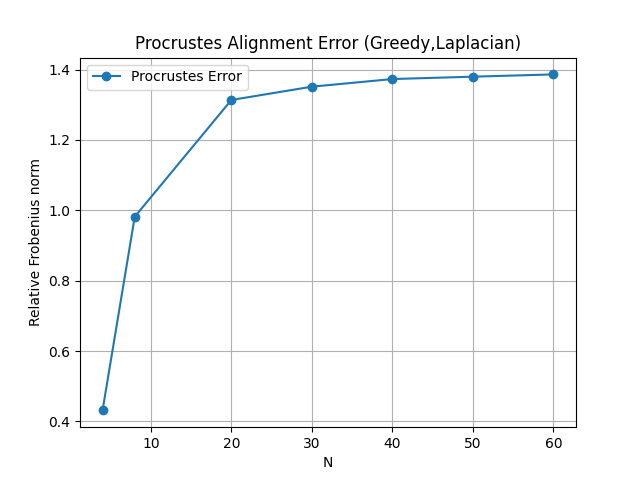 Procrustes Alignment Error (Greedy,Laplacian)
Procrustes Error
Relative Frobenius norm
1.4
1.2
1.0
0.8
0.6
0.4
10 20 30 40 50 60
N